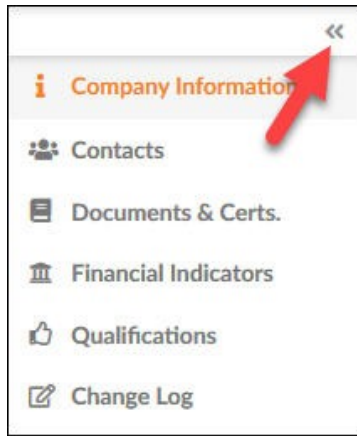 Company Information
Contacts
Documents & Certs.
Financial Indicators
Qualifications
Change Log